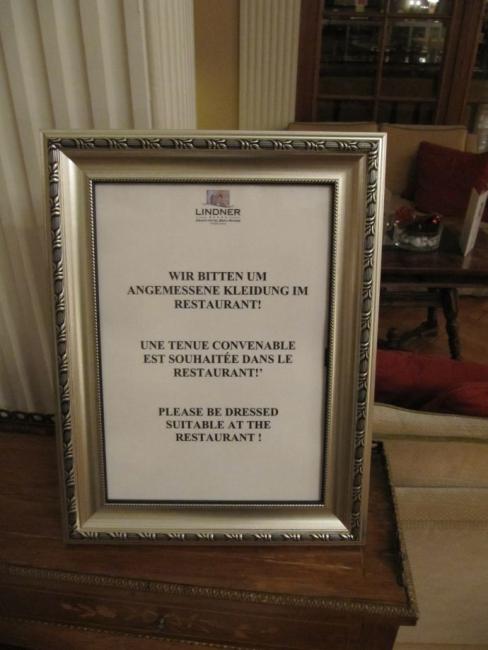 LINDNER
WIR BITTEN UM
ANGEMESSENE KLEIDUNG IM
RESTAURANT!
UNE TENUE CONVENABLE
EST SOUHAITÉE DANS LE
RESTAURANT!'
PLEASE BE DRESSED
SUITABLE AT THE
RESTAURANT !